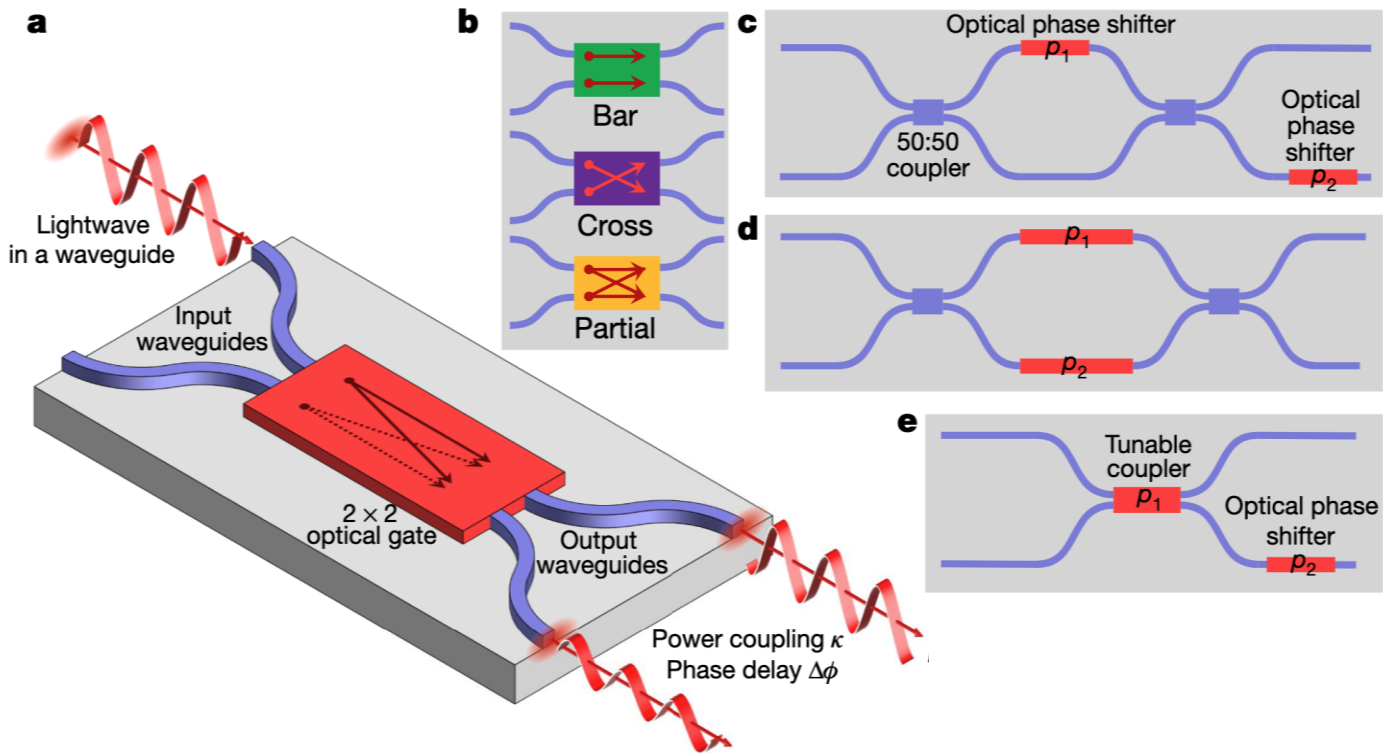 a
Lightwave
in a waveguide
Input
waveguides
2 × 2
optical gate
Output
waveguides
Power coupling κ
Phase delay Δϕ
b
Bar
Cross
Partial
c
Optical phase shifter
p1
50:50
coupler
Optical
phase
shifter
p2
d
p1
p2
e
Tunable
coupler
p1
Optical phase
shifter
p2